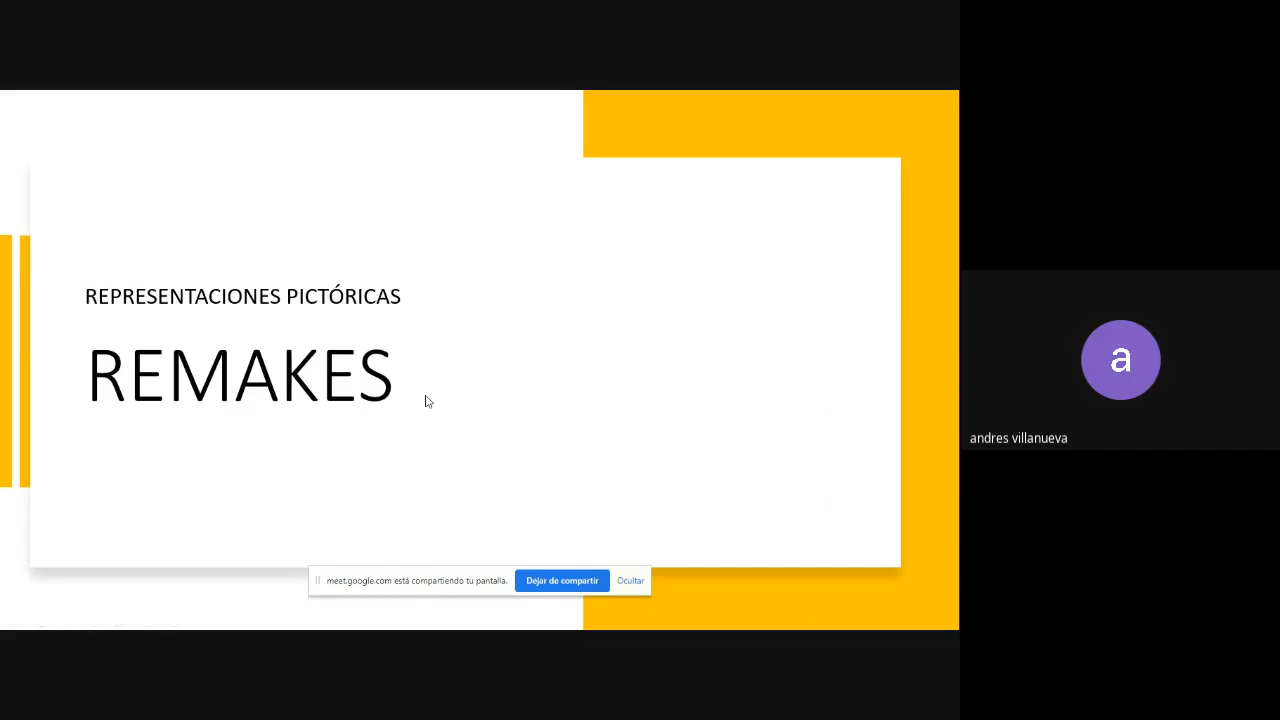 REPRESENTACIONES PICTÓRICAS
REMAKES
meet.google.com está compartiendo tu pantalla.
Dejar de compartir
Ocultar
a
andres villanueva